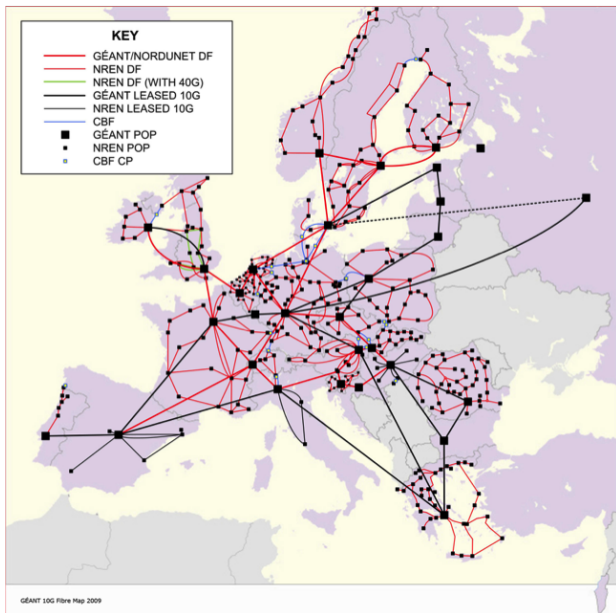 KEY
GÉANT/NORDUNET DF
NREN DF
NREN DF (WITH 40G)
GÉANT LEASED 10G
NREN LEASED 10G
CBF
GÉANT POP
NREN POP
CBF CP
GÉANT 10G Fibre Map 2009